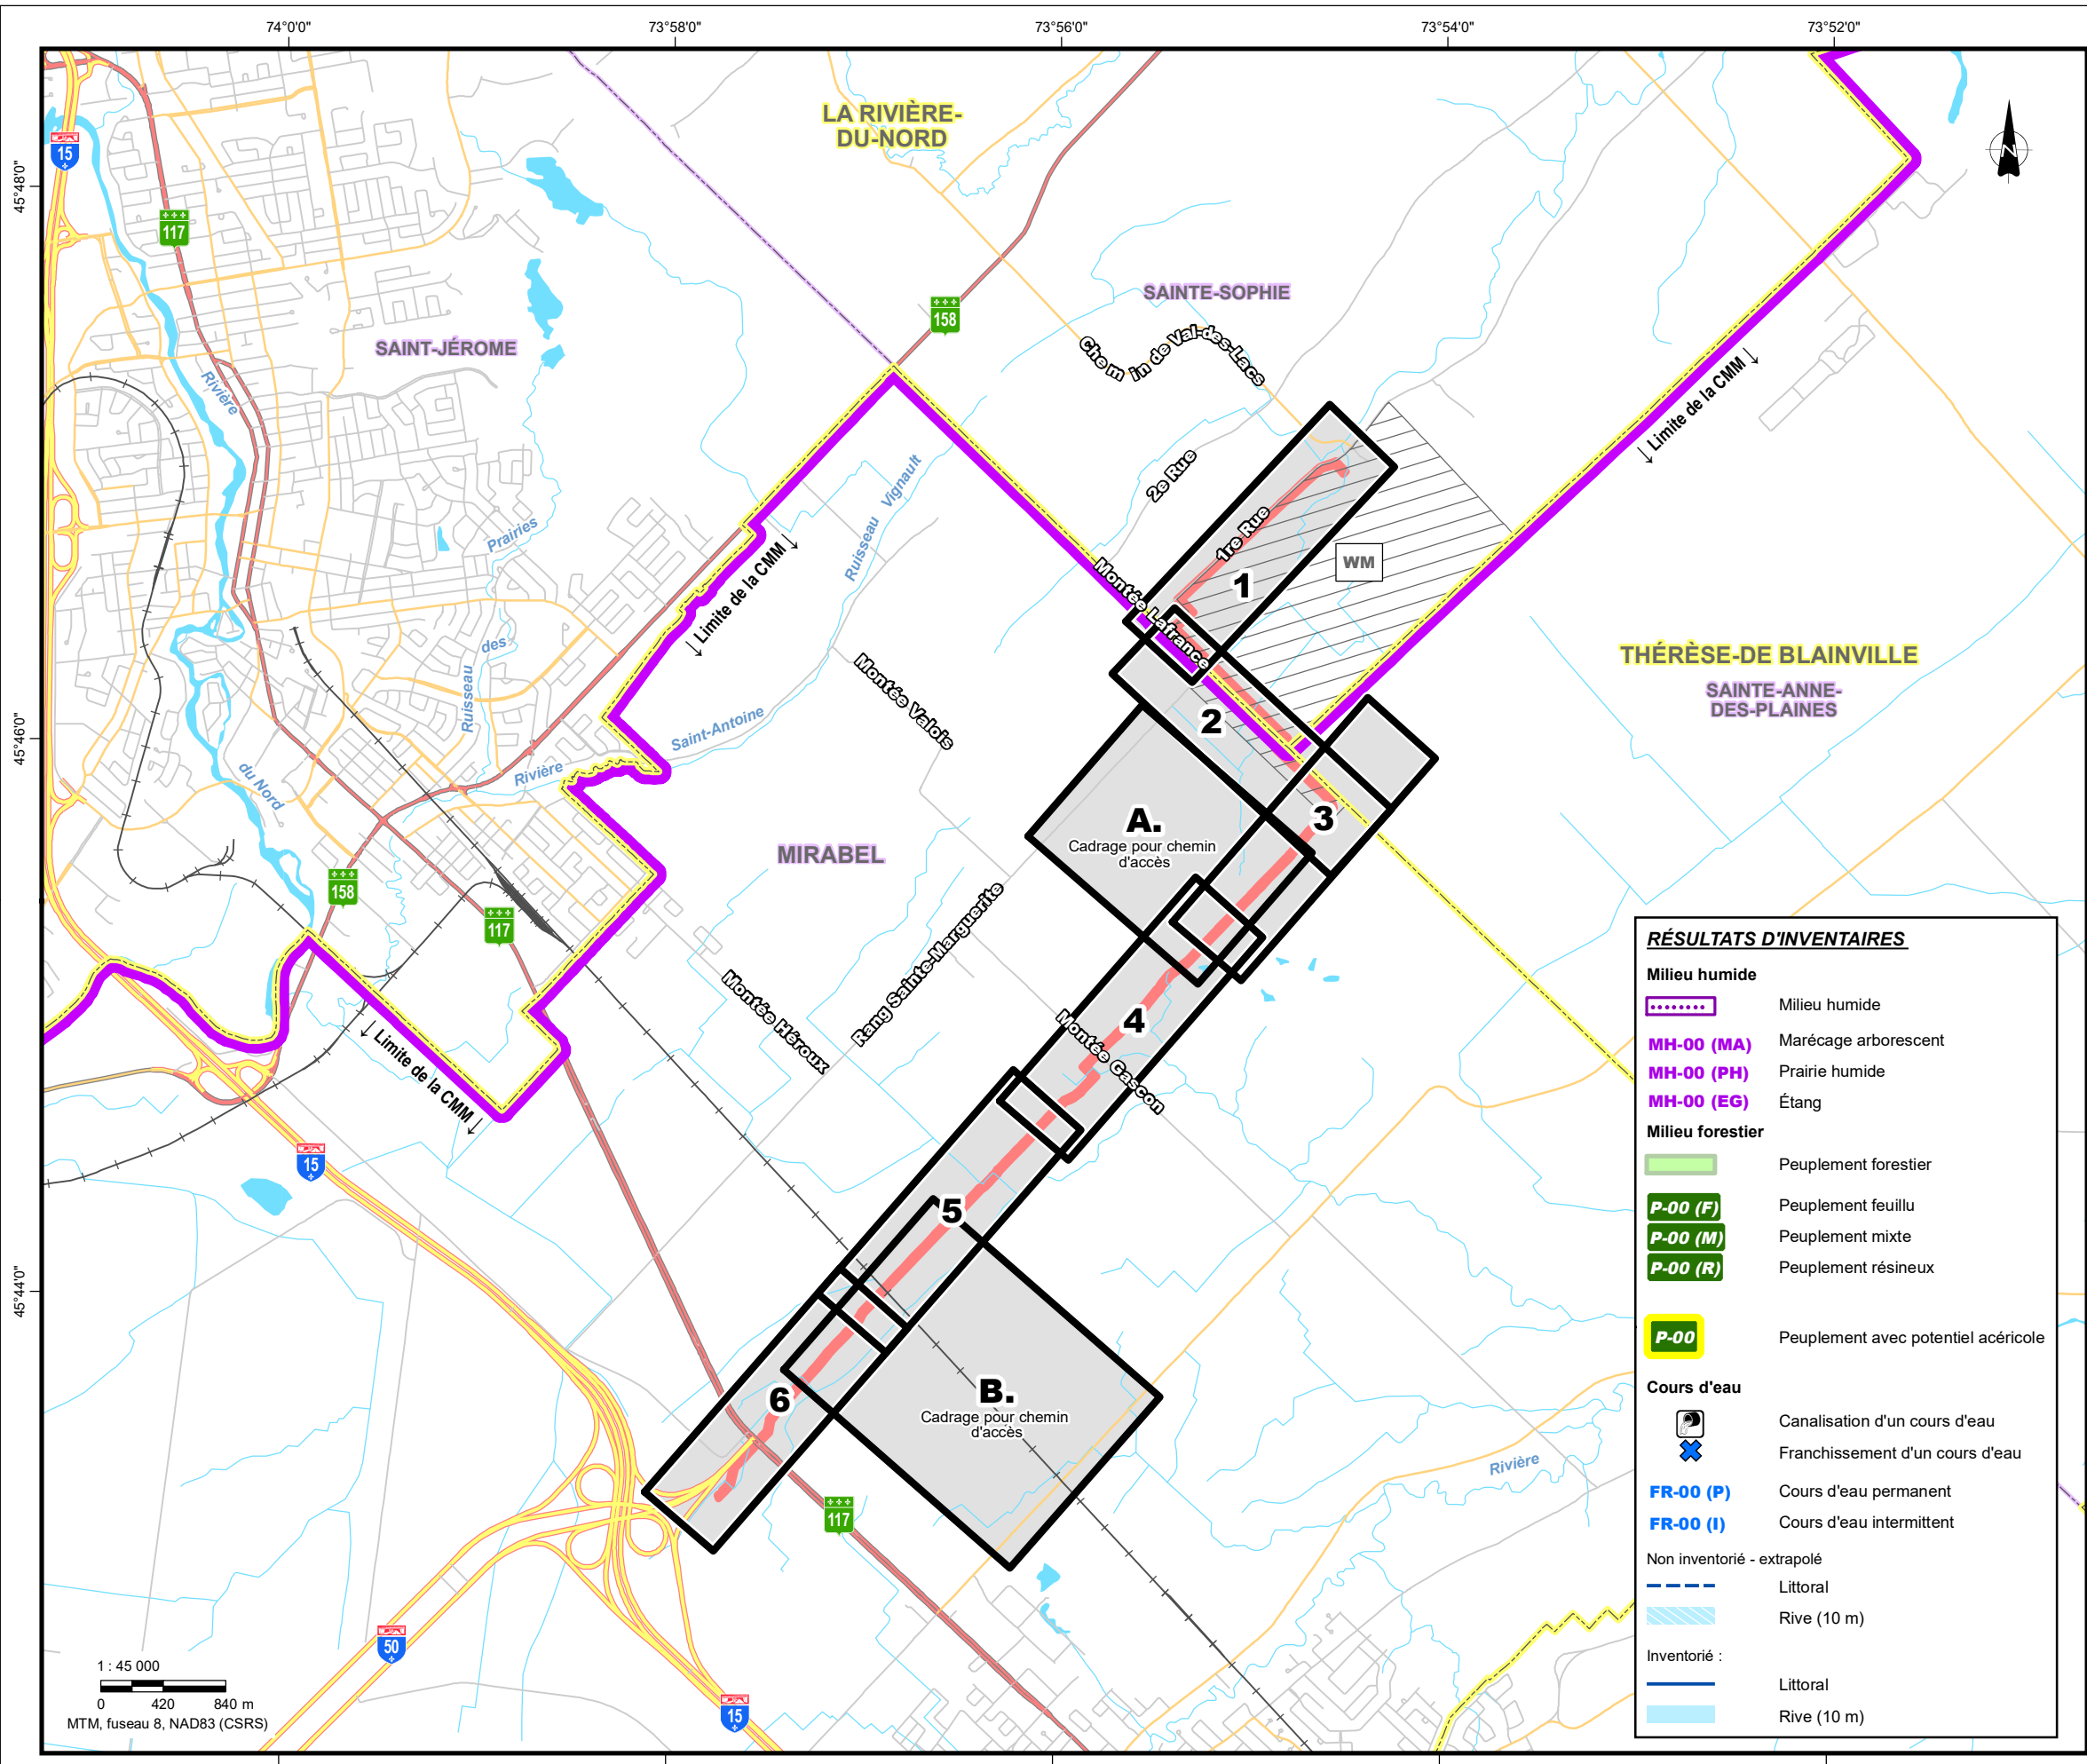 74°0'0"
73°58'0"
73°56'0"
73°54'0"
73°52'0"
45°48'0"
45°46'0"
45°44'0"
N
LA RIVIÈRE-
DU-NORD
15
117
158
SAINTE-SOPHIE
SAINT-JÉROME
Chemin de Val-des-Lacs
Rivière
↓ Limite de la CMM ↓
2e Rue
Ruisseau Vignault
Prairies
1re Rue
WM
1
Montée Lafrance
↓ Limite de la CMM ↓
des
Ruisseau
THÉRÈSE-DE BLAINVILLE
SAINTE-ANNE-
DES-PLAINES
Montée Valois
Saint-Antoine
Rivière
2
du Nord
3
A.
Cadrage pour chemin
d'accès
MIRABEL
158
117
Rang Sainte-Marguerite
Montée Héroux
4
Montée Gascon
↓ Limite de la CMM ↓
15
5
6
B.
Cadrage pour chemin
d'accès
Rivière
117
50
15
1 : 45 000
0 420 840 m
MTM, fuseau 8, NAD83 (CSRS)
RÉSULTATS D'INVENTAIRES
Milieu humide
Milieu humide
MH-00 (MA) Marécage arborescent
MH-00 (PH) Prairie humide
MH-00 (EG) Étang
Milieu forestier
Peuplement forestier
P-00 (F) Peuplement feuillu
P-00 (M) Peuplement mixte
P-00 (R) Peuplement résineux
P-00 Peuplement avec potentiel acéricole
Cours d'eau
Canalisation d'un cours d'eau
Franchissement d'un cours d'eau
FR-00 (P) Cours d'eau permanent
FR-00 (I) Cours d'eau intermittent
Non inventorié - extrapolé
Littoral
Rive (10 m)
Inventorié :
Littoral
Rive (10 m)